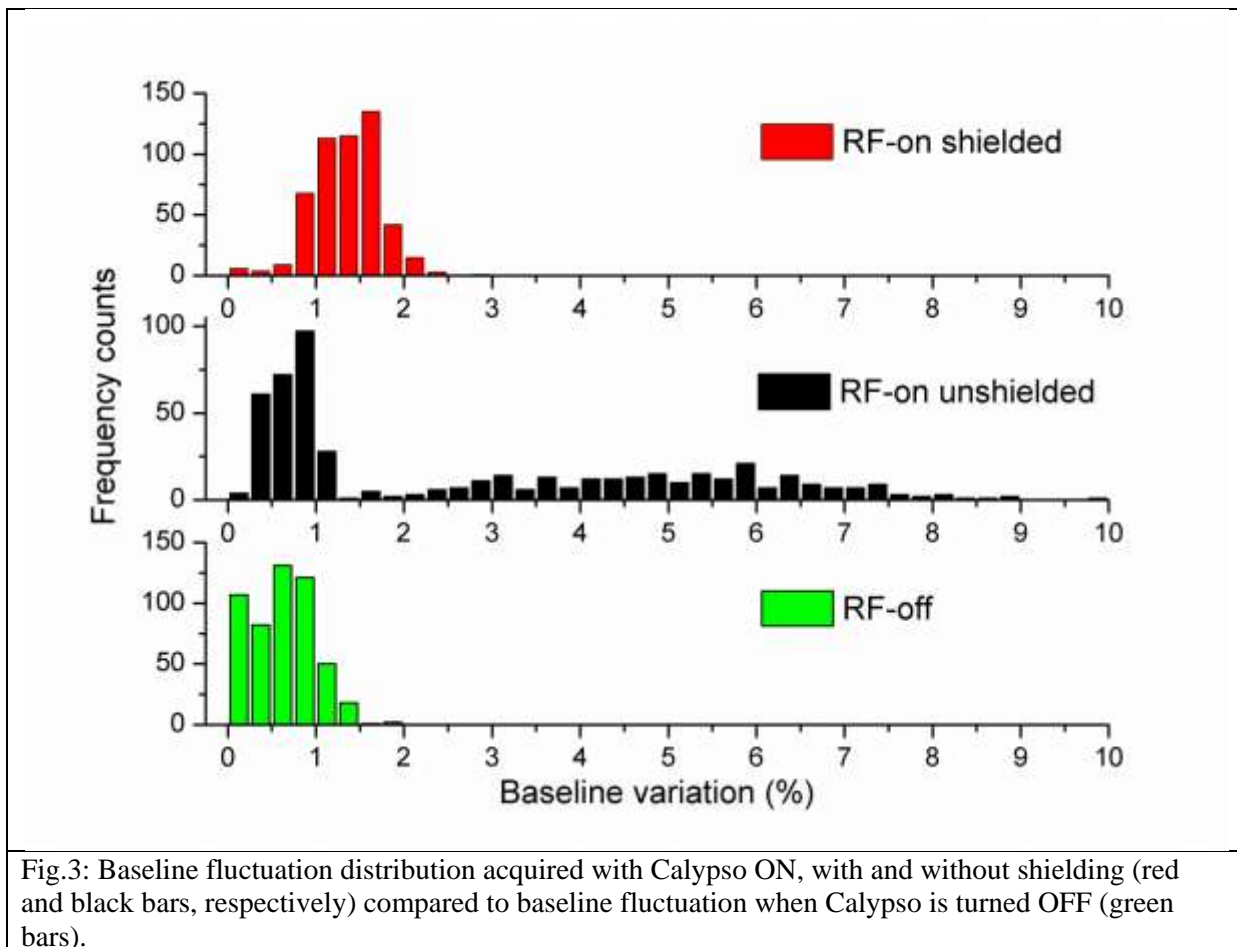 150
100
50
0
RF-on shielded
0 1 2 3 4 5 6 7 8 9 10
Frequency counts
100
50
0
RF-on unshielded
0 1 2 3 4 5 6 7 8 9 10
150
100
50
0
RF-off
0 1 2 3 4 5 6 7 8 9 10
Baseline variation (%)
Fig.3: Baseline fluctuation distribution acquired with Calypso ON, with and without shielding (red
and black bars, respectively) compared to baseline fluctuation when Calypso is turned OFF (green
bars).